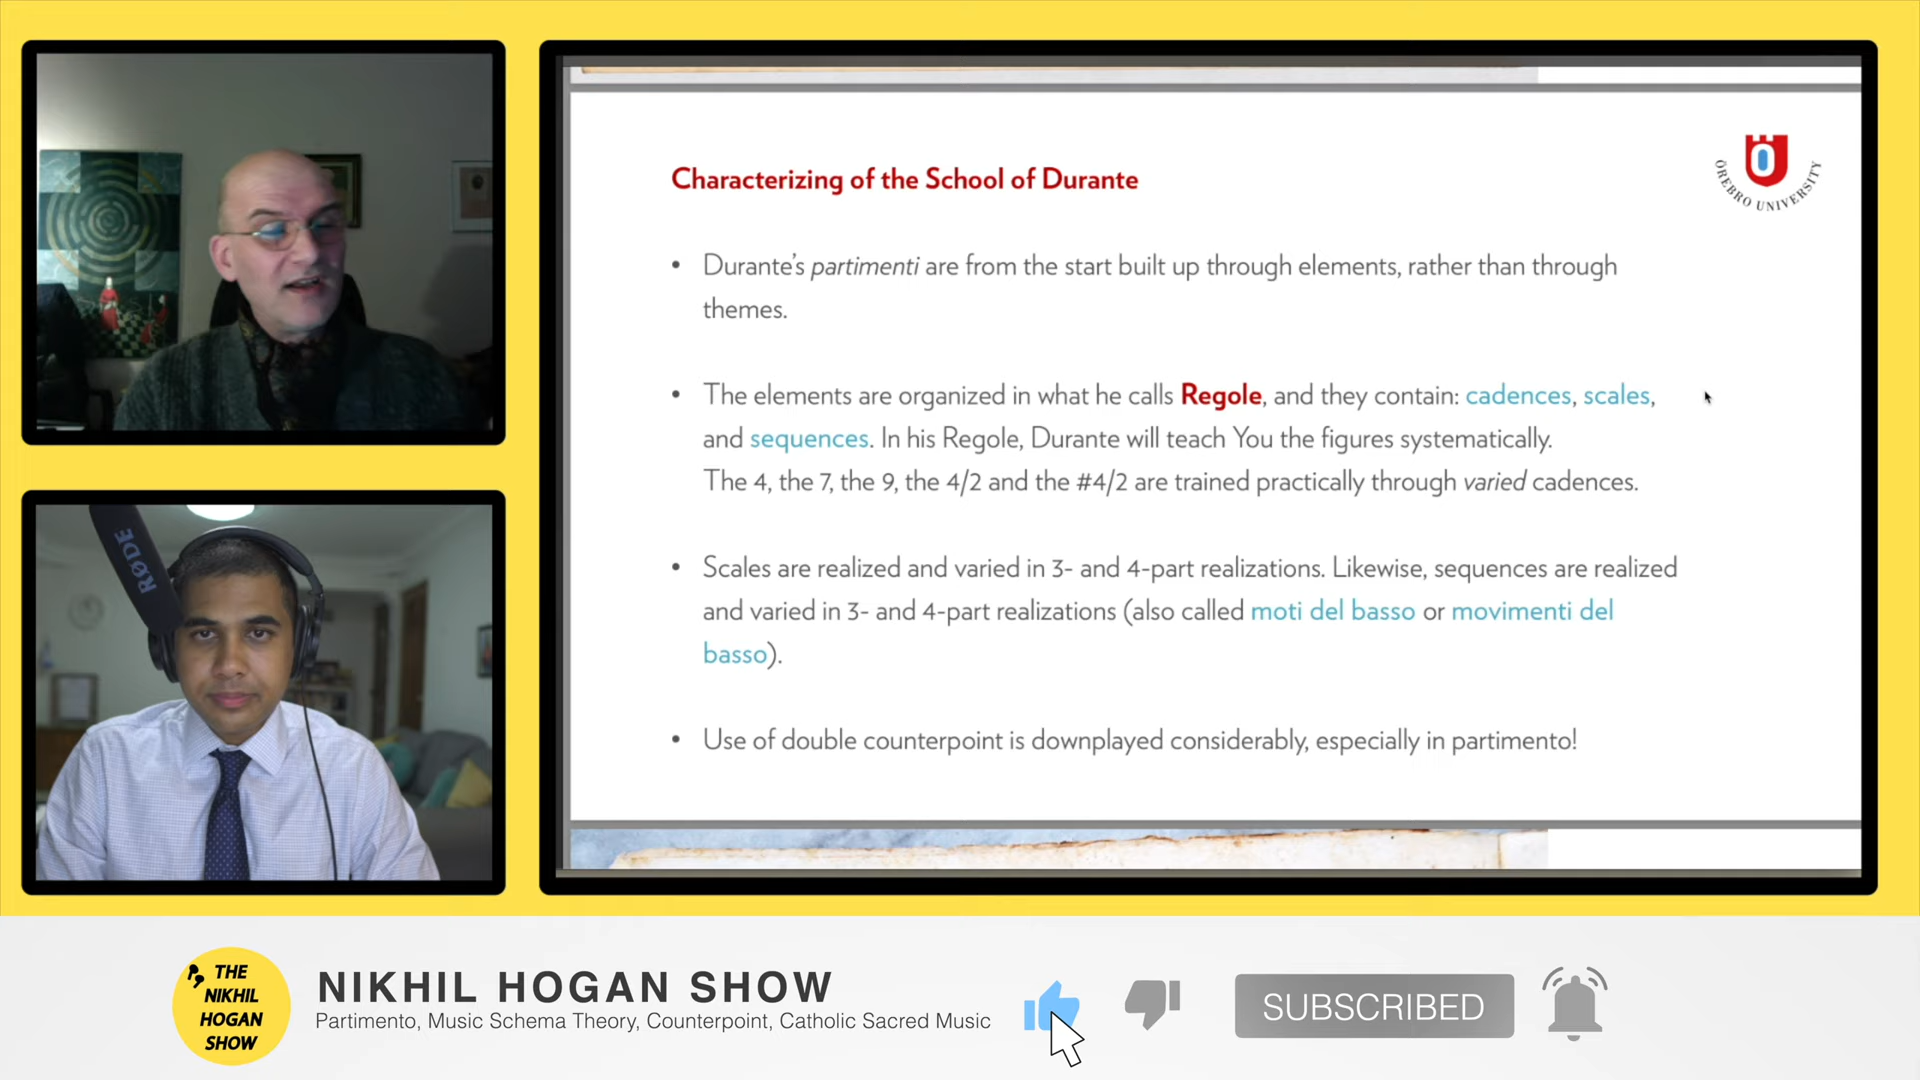 Characterizing of the School of Durante
ÖREBRO UNIVERSITY
• Durante's partimenti are from the start built up through elements, rather than through
themes.
• The elements are organized in what he calls Regole, and they contain: cadences, scales,
and sequences. In his Regole, Durante will teach You the figures systematically.
The 4, the 7, the 9, the 4/2 and the #4/2 are trained practically through varied cadences.
• Scales are realized and varied in 3- and 4-part realizations. Likewise, sequences are realized
and varied in 3- and 4-part realizations (also called moti del basso or movimenti del
basso).
• Use of double counterpoint is downplayed considerably, especially in partimento!
RØDE
THE
NIKHIL
HOGAN
SHOW
NIKHIL HOGAN SHOW
Partimento, Music Schema Theory, Counterpoint, Catholic Sacred Music
SUBSCRIBED